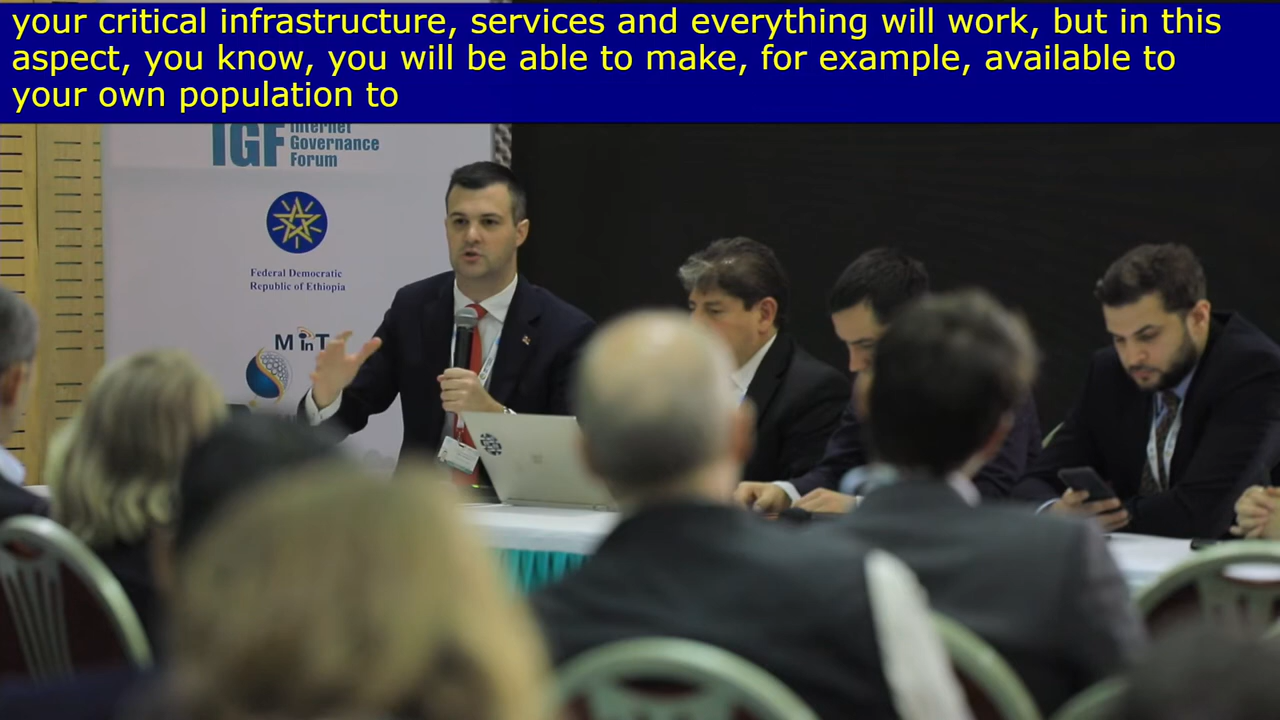 your critical infrastructure, services and everything will work, but in this
aspect, you know, you will be able to make, for example, available to
your own population to
IGF
Internet
Governance
Forum
Federal Democratic
Republic of Ethiopia
MinT